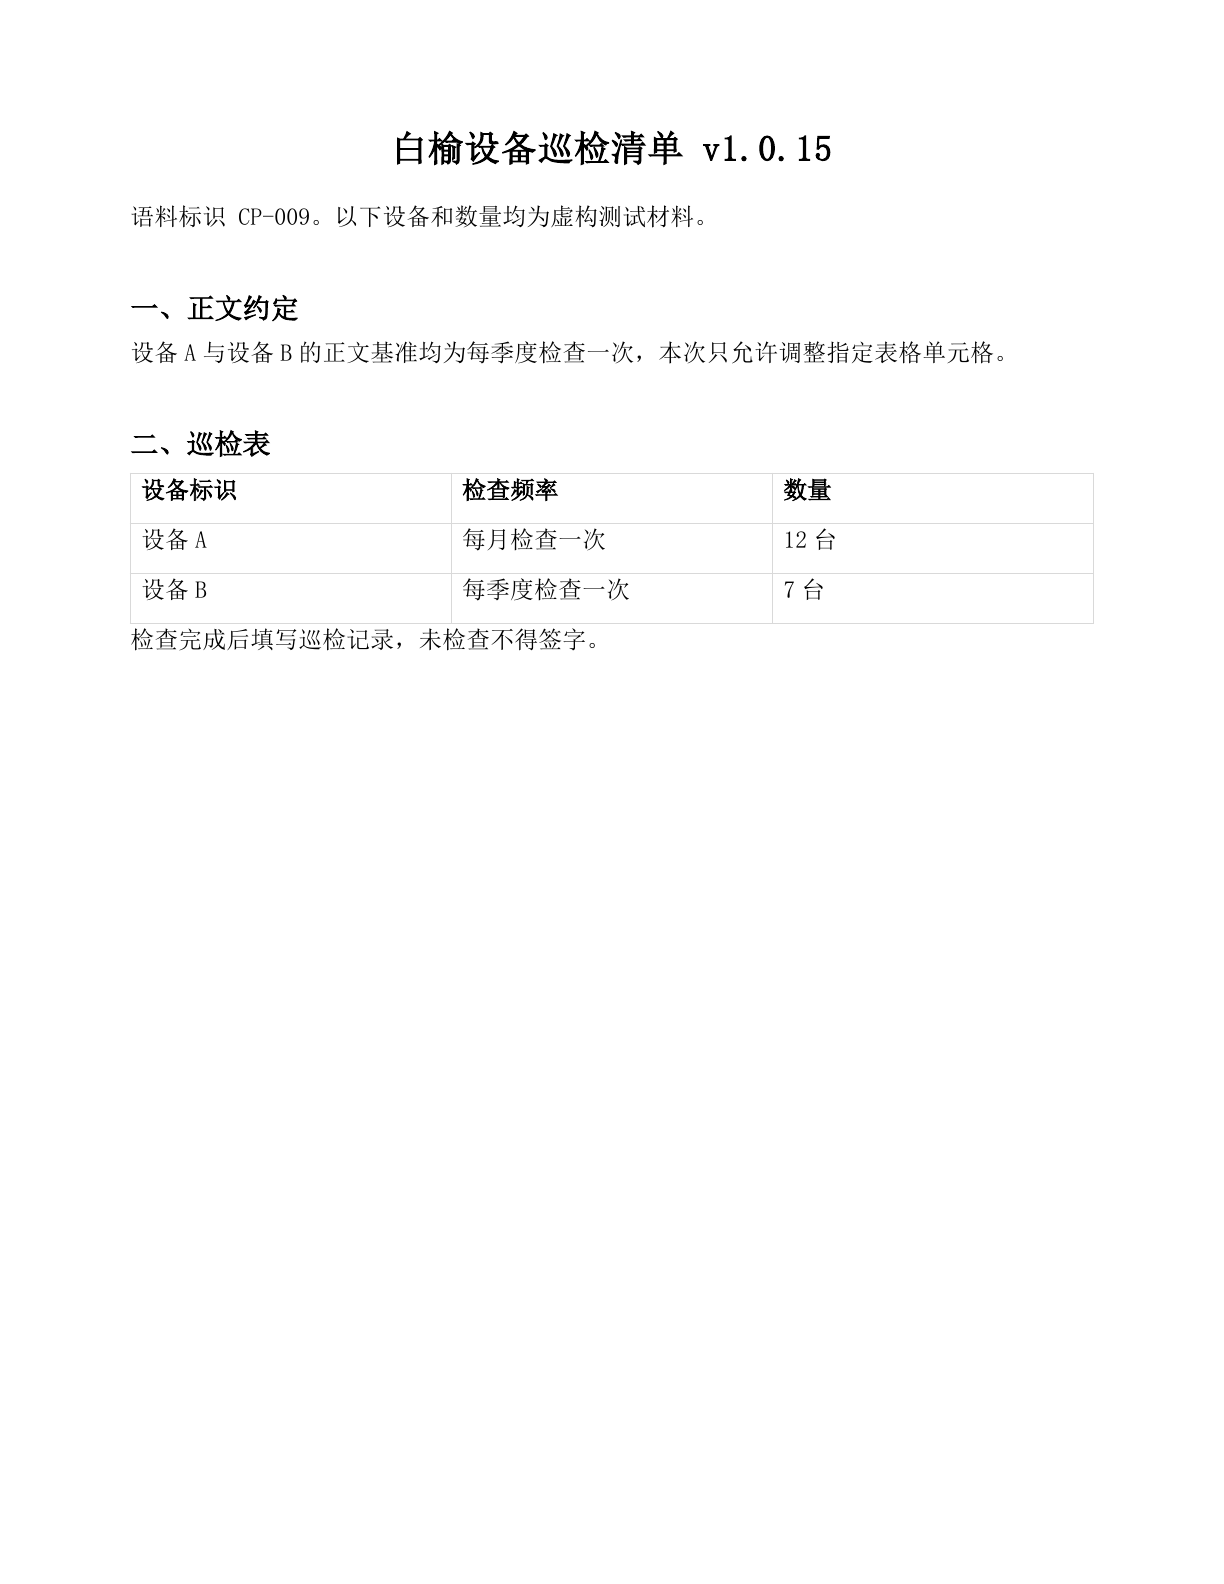 白榆设备巡检清单 v1.0.15
语料标识 CP-009。以下设备和数量均为虚构测试材料。
一、正文约定
设备 A 与设备 B 的正文基准均为每季度检查一次，本次只允许调整指定表格单元格。
二、巡检表
设备标识 检查频率 数量
设备 A 每月检查一次 12 台
设备 B 每季度检查一次 7 台
检查完成后填写巡检记录，未检查不得签字。